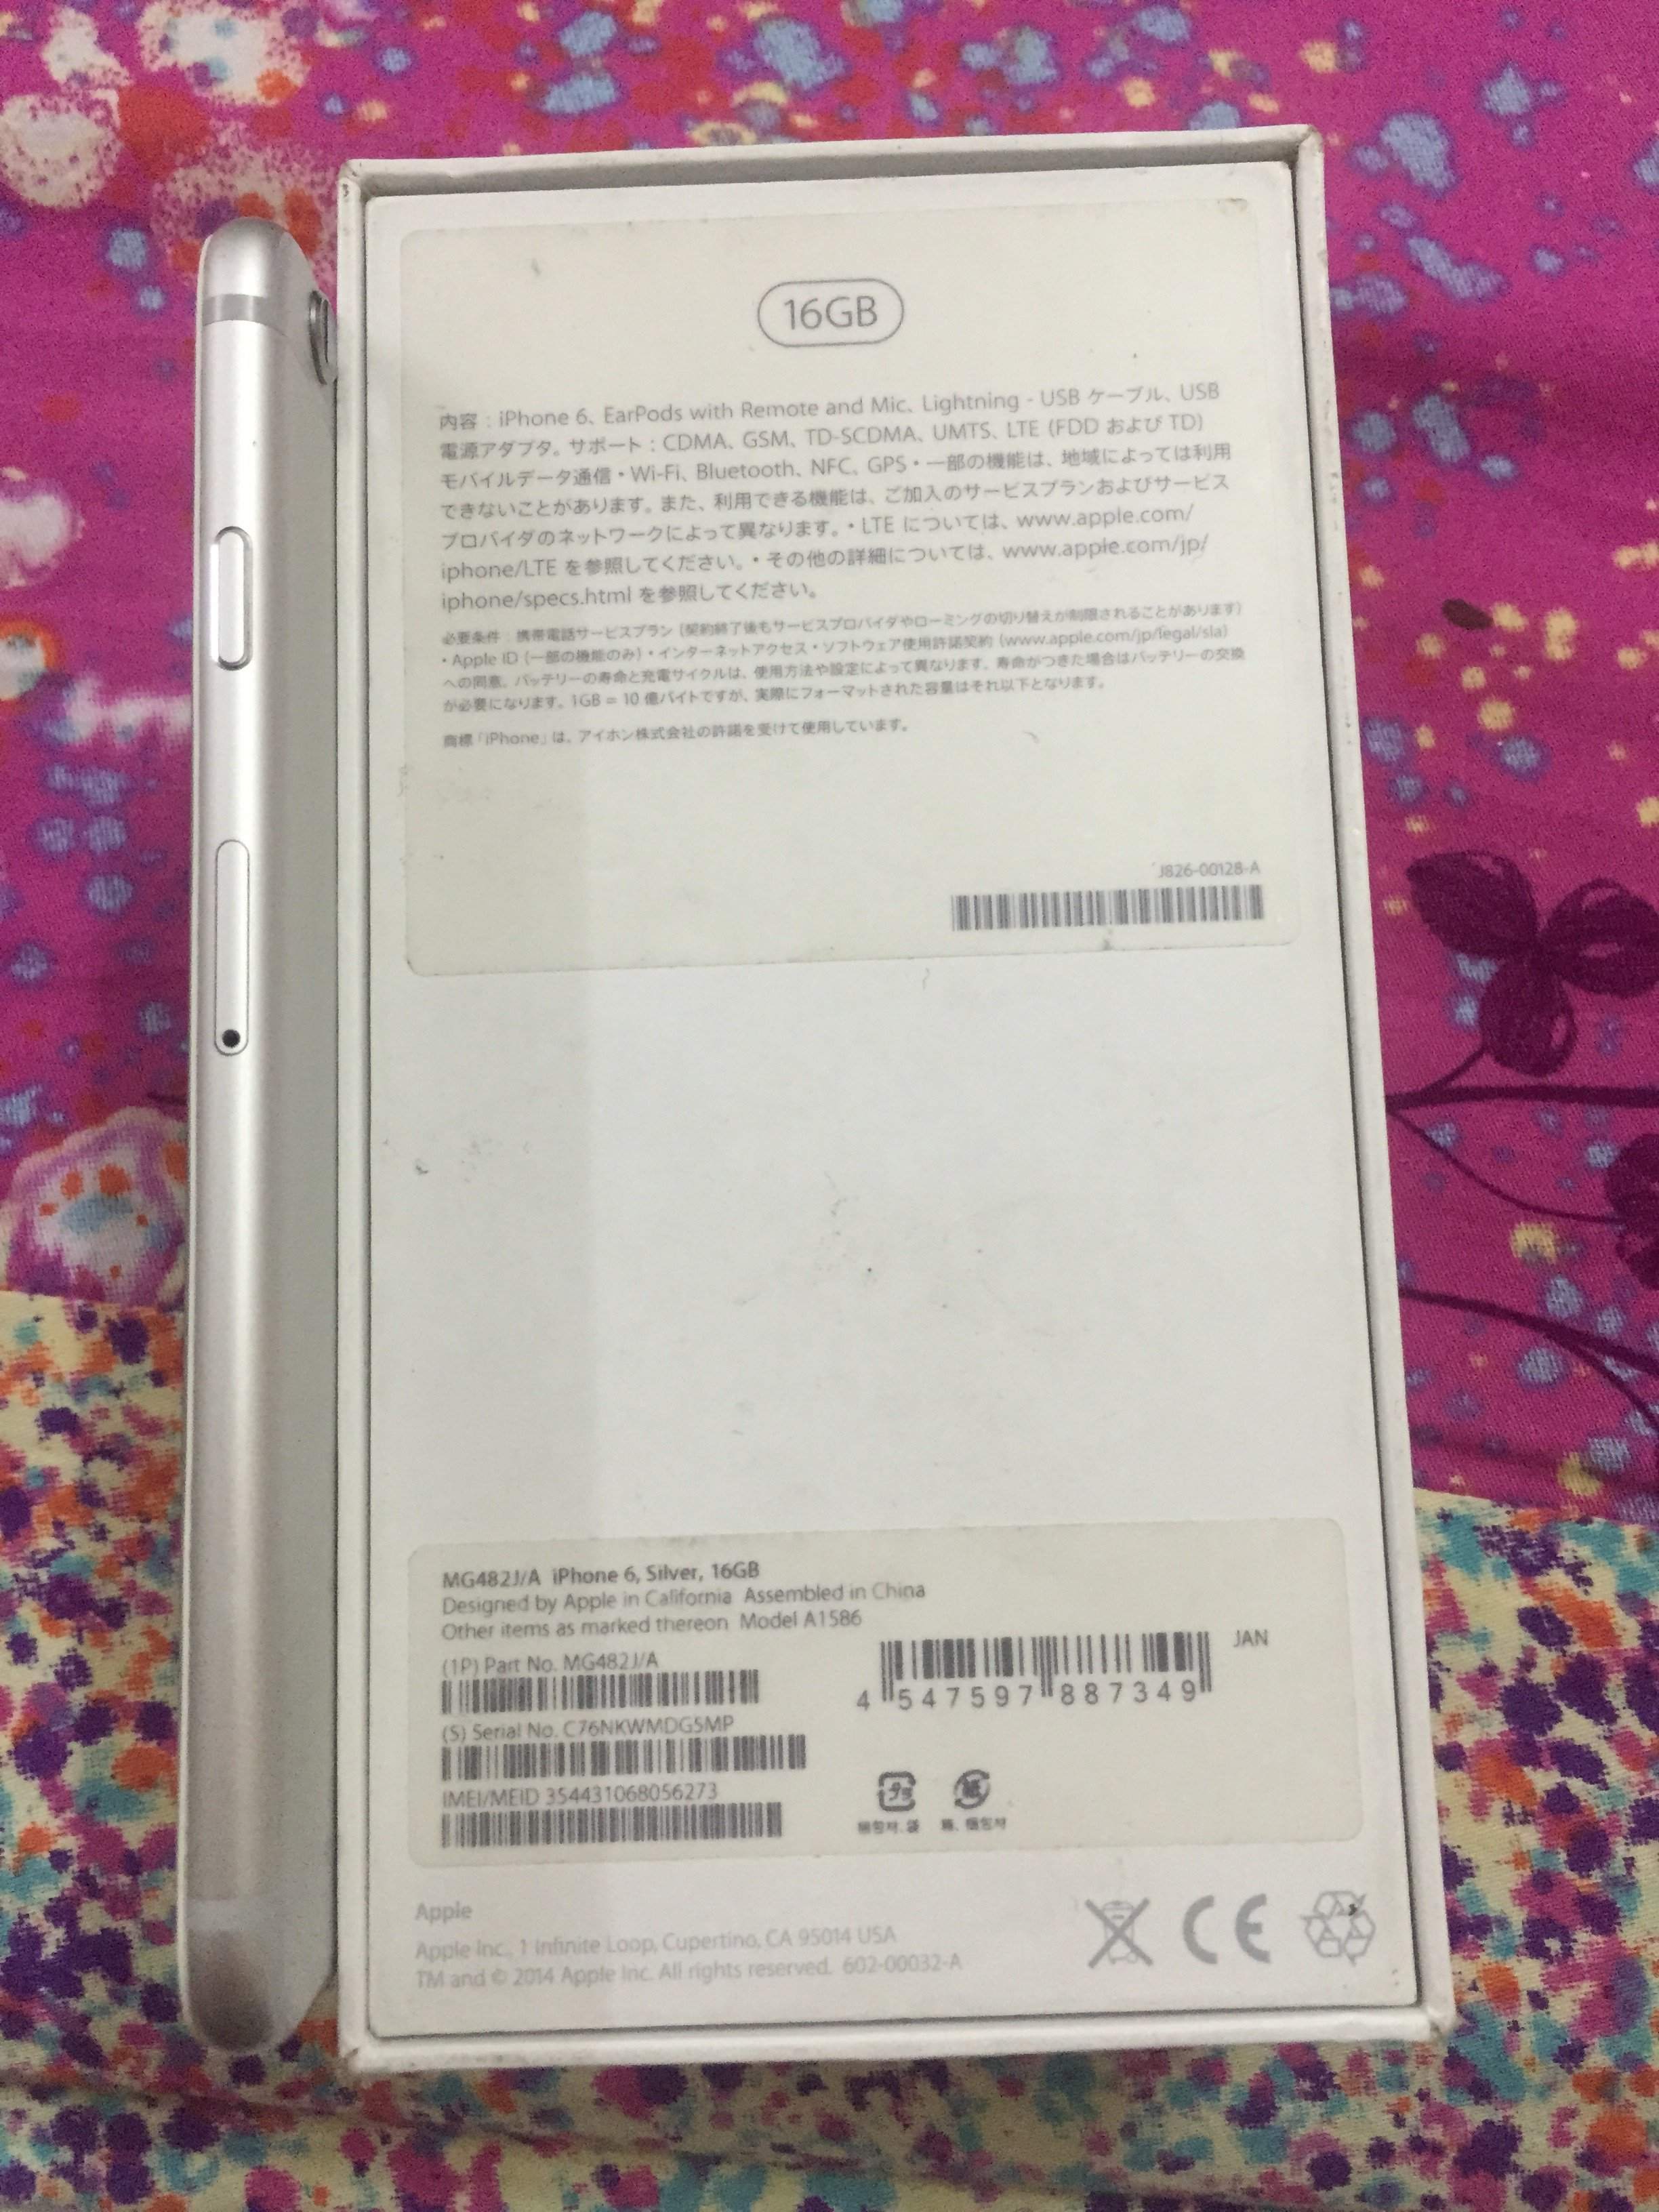 16GB
内容：iPhone 6、EarPods with Remote and Mic、Lightning - USB ケーブル、USB
電源アダプタ。サポート：CDMA、GSM、TD-SCDMA、UMTS、LTE (FDD および TD)
モバイルデータ通信・Wi-Fi、Bluetooth、NFC。GPS・一部の機能は、地域によっては利用
できないことがあります。また、利用できる機能は、ご加入のサービスプランおよびサービス
プロバイダのネットワークによって異なります。・LTE については、www.apple.com/
iphone/LTE を参照してください。・その他の詳細については、www.apple.com/jp/
iphone/specs.html を参照してください。
必要条件：携帯電話サービスプラン (契約終了後もサービスプロバイダやローミングの切り替えが制限されることがあります)
・Apple ID (一部の機能のみ)・インターネットアクセス・ソフトウェア使用許諾契約 (www.apple.com/jp/legal/sla)
への同意。バッテリーの寿命と充電サイクルは、使用方法や設定によって異なります。寿命がつきた場合はバッテリーの交換
が必要になります。1GB = 10 億バイトですが、実際にフォーマットされた容量はそれ以下となります。
商標「iPhone」は、アイホン株式会社の許諾を受けて使用しています。
J826-00128-A
MG482J/A iPhone 6, Silver, 16GB
Designed by Apple in California Assembled in China
Other items as marked thereon Model A1586
(1P) Part No. MG482J/A
JAN
4 547597 887349
(S) Serial No. C76NKWMDG5MP
IMEI/MEID 354431068056273
プラ 紙
梱包材、袋 箱、梱包材
Apple
Apple Inc., 1 Infinite Loop, Cupertino, CA 95014 USA
TM and © 2014 Apple Inc. All rights reserved. 602-00032-A
CE